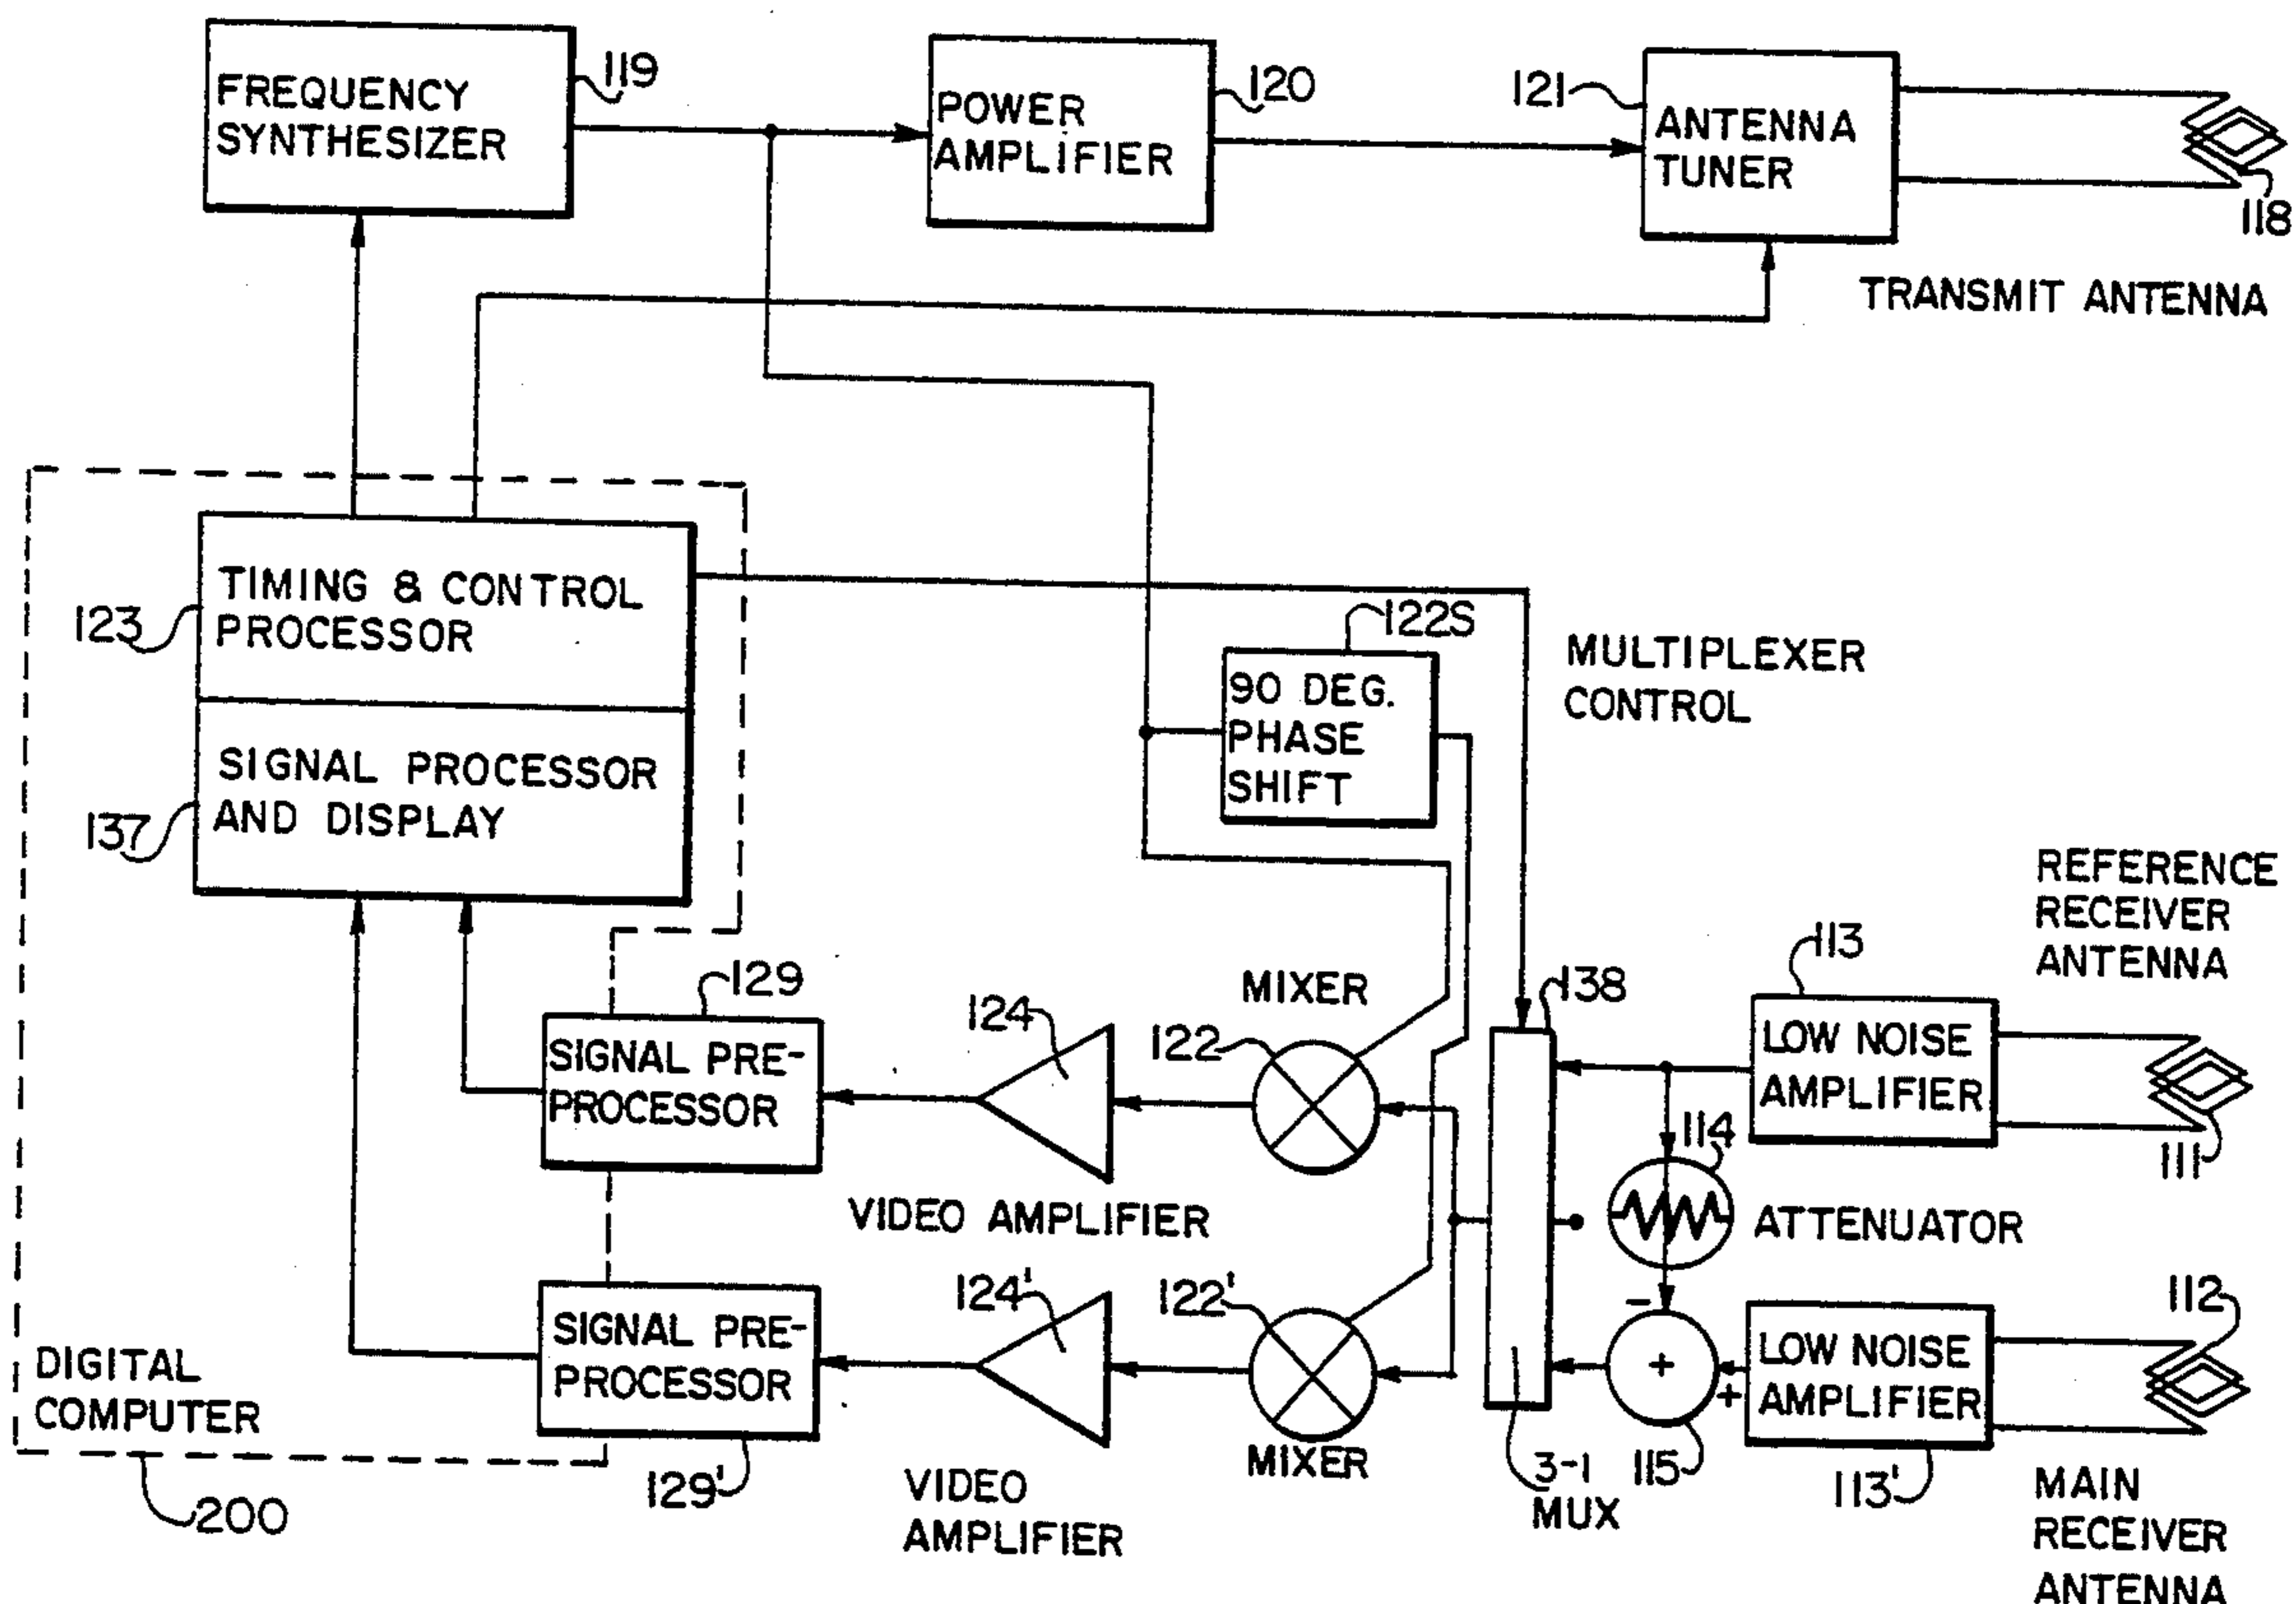 FREQUENCY
SYNTHESIZER
119
POWER
AMPLIFIER
120
121
ANTENNA
TUNER
118
TRANSMIT ANTENNA
TIMING & CONTROL
PROCESSOR
123
SIGNAL PROCESSOR
AND DISPLAY
137
122S
90 DEG.
PHASE
SHIFT
MULTIPLEXER
CONTROL
REFERENCE
RECEIVER
ANTENNA
113
LOW NOISE
AMPLIFIER
111
138
114
ATTENUATOR
MIXER
122
124
VIDEO AMPLIFIER
129
SIGNAL PRE-
PROCESSOR
-
+
+
115
LOW NOISE
AMPLIFIER
113'
112
MAIN
RECEIVER
ANTENNA
3-1
MUX
122'
MIXER
124'
VIDEO
AMPLIFIER
SIGNAL PRE-
PROCESSOR
129'
DIGITAL
COMPUTER
200